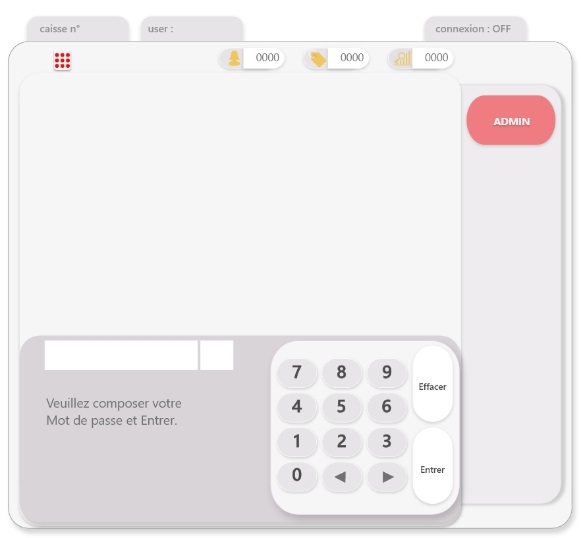 caisse n°
user :
connexion : OFF
0000
0000
0000
ADMIN
7 8 9
Effacer
Veuillez composer votre
Mot de passe et Entrer.
4 5 6
1 2 3
Entrer
0 ◀ ▶